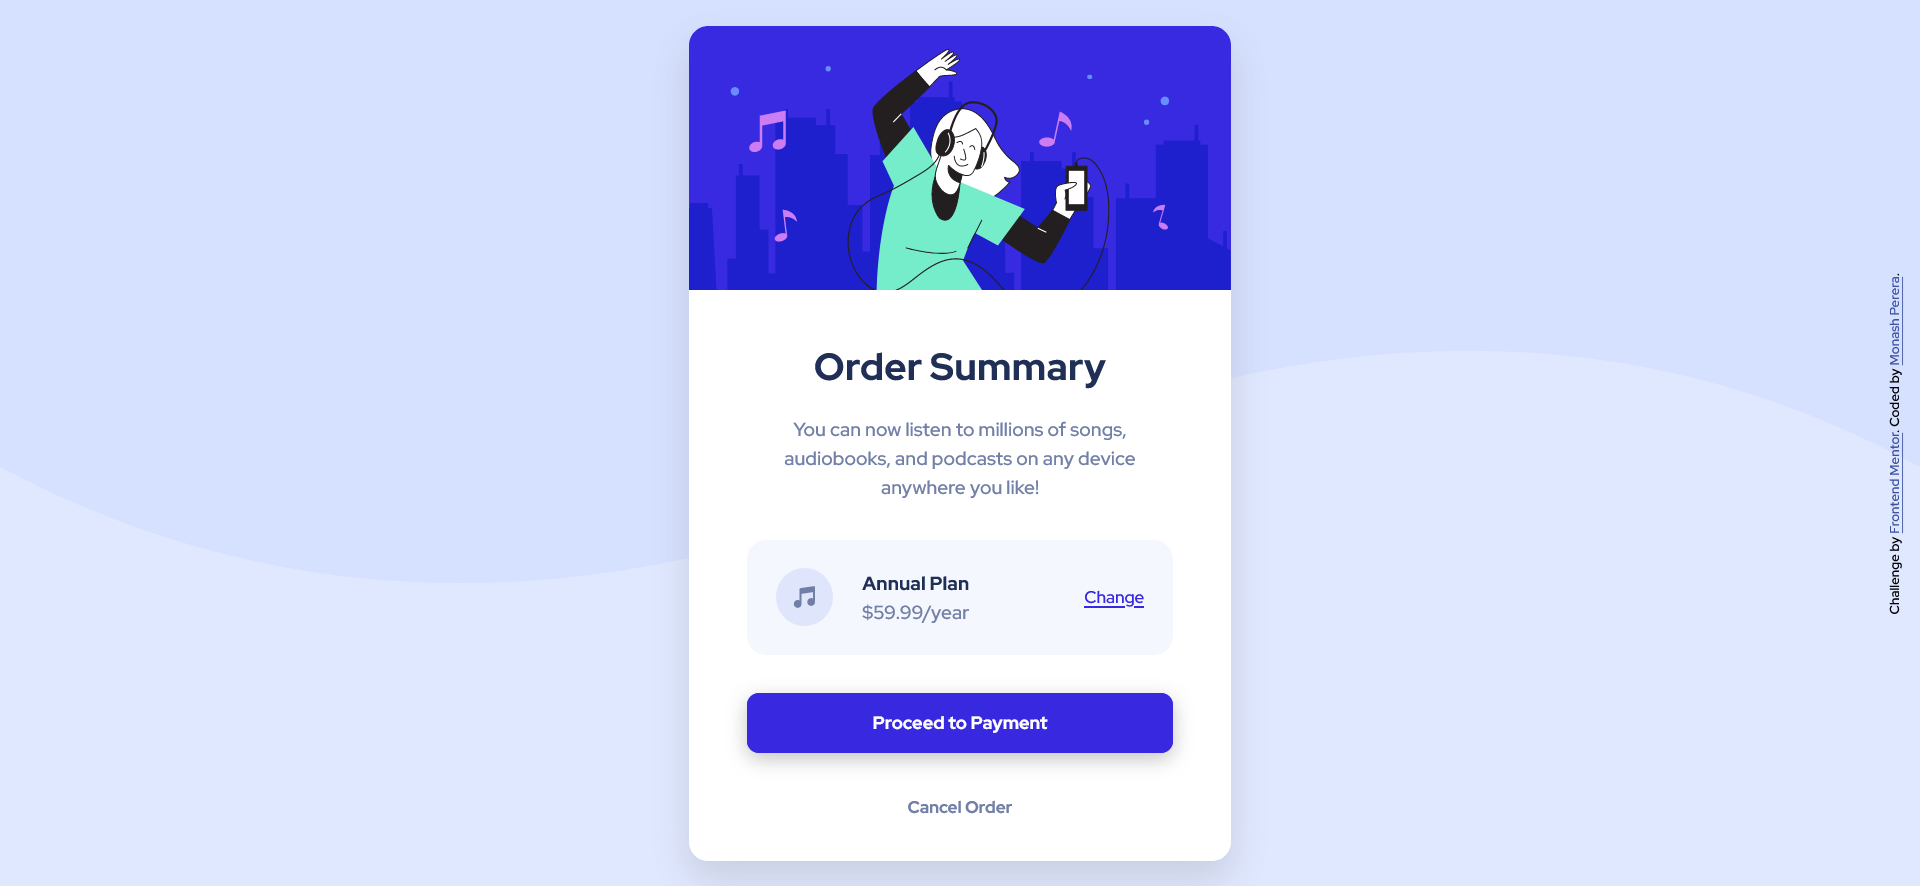 Order Summary
You can now listen to millions of songs,
audiobooks, and podcasts on any device
anywhere you like!
Annual Plan
$59.99/year
Change
Proceed to Payment
Cancel Order
Challenge by Frontend Mentor. Coded by Monash Perera.